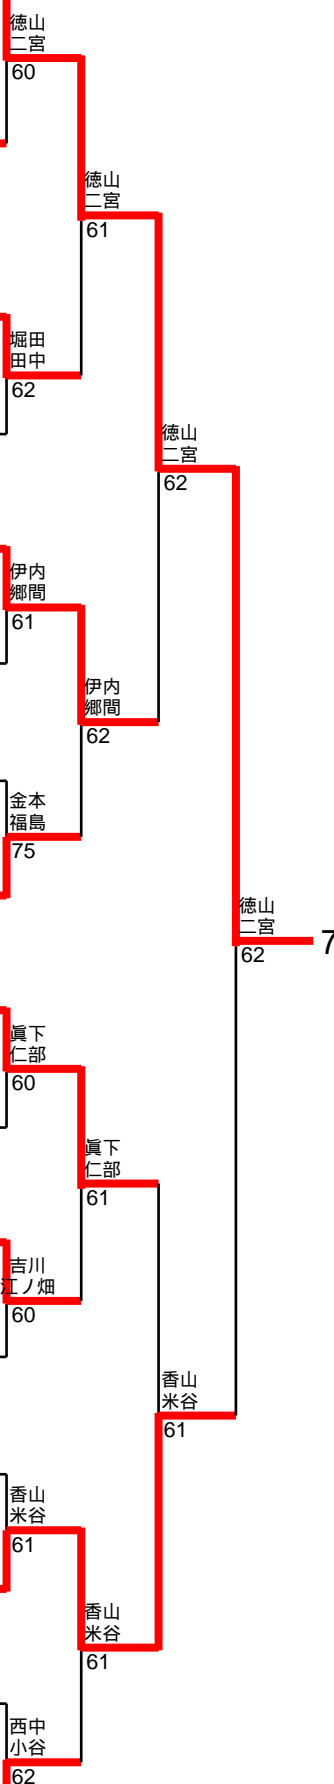 徳山
二宮
60
徳山
二宮
61
堀田
田中
62
徳山
二宮
62
伊内
郷間
61
伊内
郷間
62
金本
福島
75
徳山
二宮
62
7
眞下
仁部
60
眞下
仁部
61
吉川
江ノ畑
60
香山
米谷
61
香山
米谷
61
香山
米谷
61
西中
小谷
62